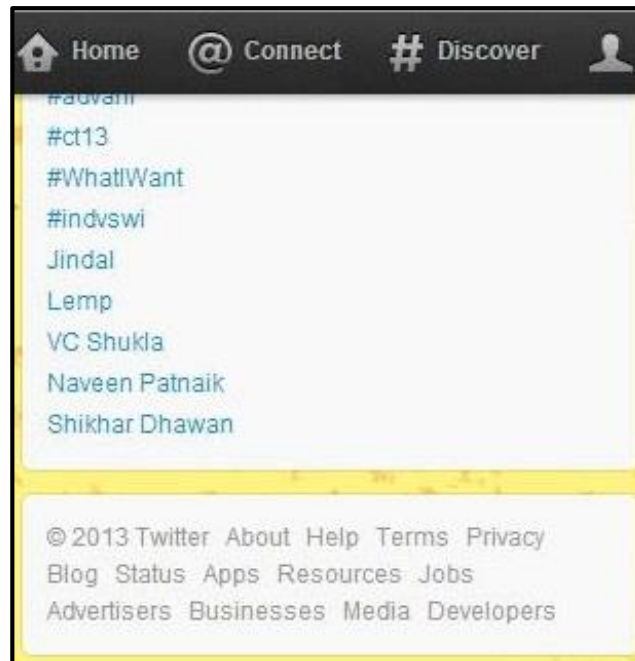 Home @ Connect # Discover
#advani
#ct13
#WhatIWant
#indvswi
Jindal
Lemp
VC Shukla
Naveen Patnaik
Shikhar Dhawan
© 2013 Twitter About Help Terms Privacy
Blog Status Apps Resources Jobs
Advertisers Businesses Media Developers